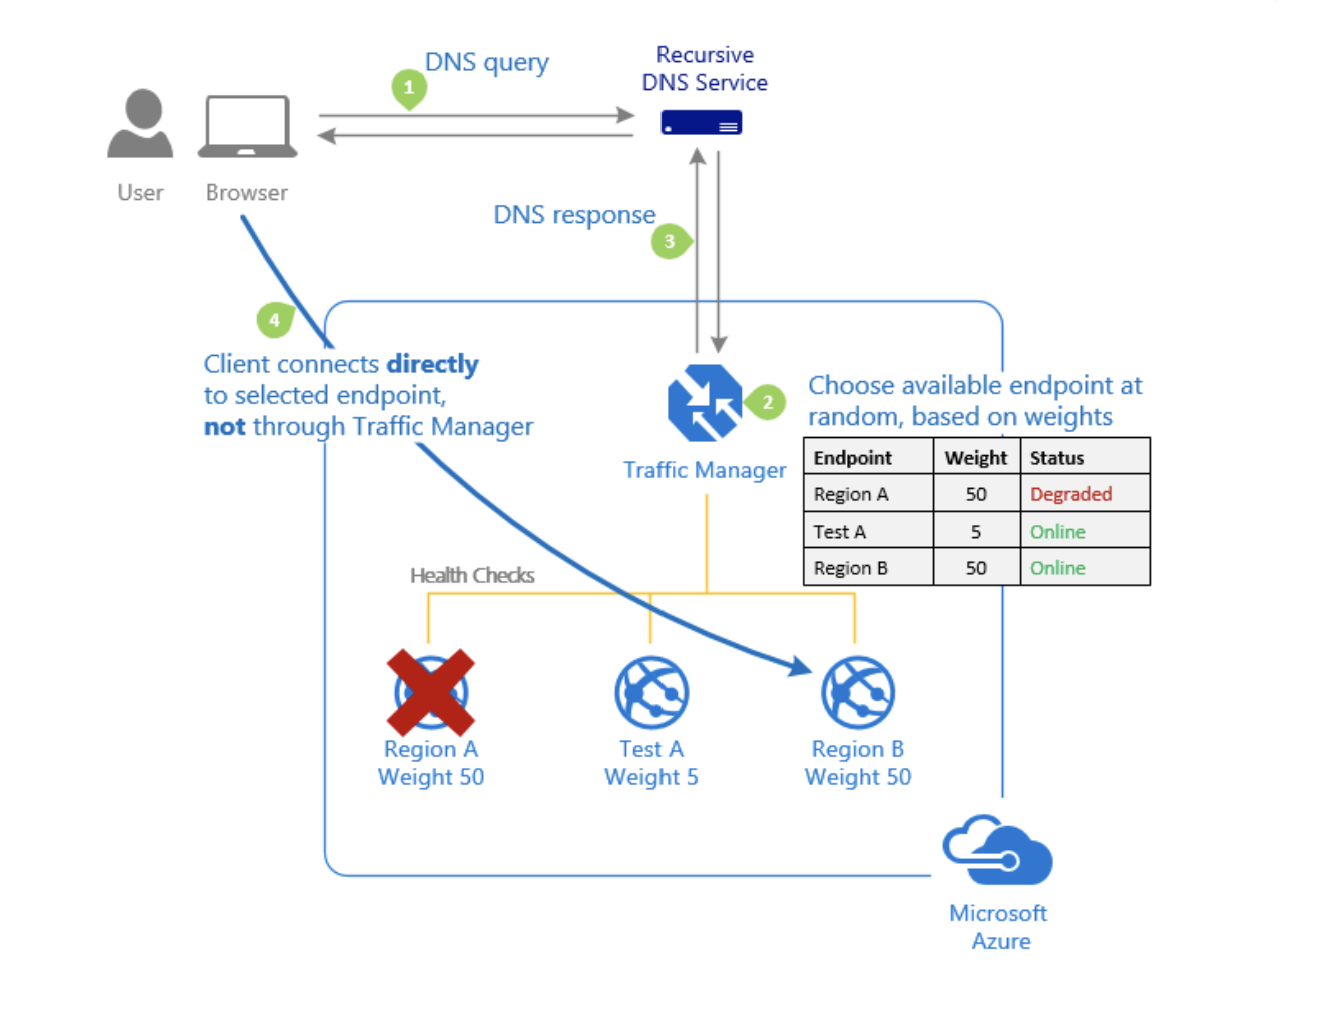 DNS query
1
Recursive
DNS Service
User
Browser
DNS response
3
4
Client connects directly
to selected endpoint,
not through Traffic Manager
2
Choose available endpoint at
random, based on weights
Traffic Manager
Endpoint Weight Status
Region A 50 Degraded
Test A 5 Online
Region B 50 Online
Health Checks
Region A
Weight 50
Test A
Weight 5
Region B
Weight 50
Microsoft
Azure